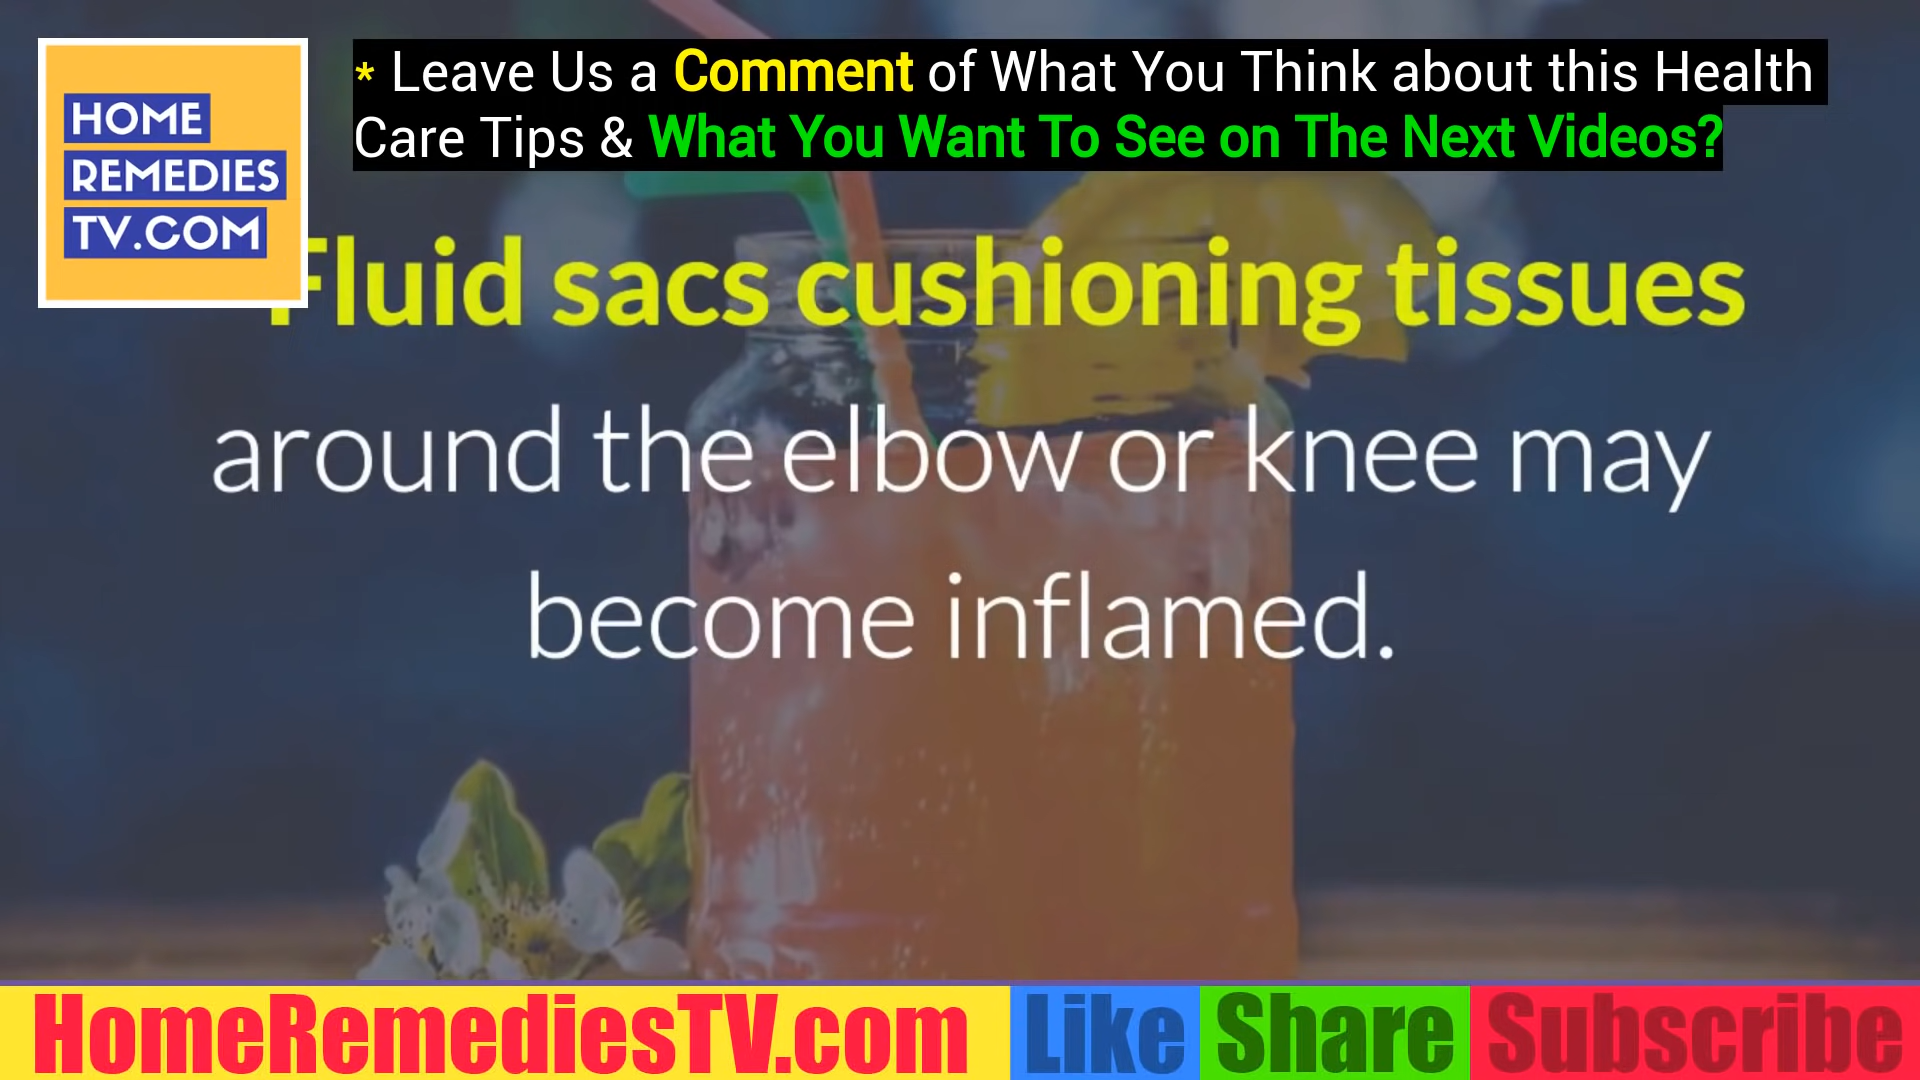 HOME
REMEDIES
TV.COM
* Leave Us a Comment of What You Think about this Health
Care Tips & What You Want To See on The Next Videos?
Fluid sacs cushioning tissues
around the elbow or knee may
become inflamed.
HomeRemediesTV.com Like Share Subscribe